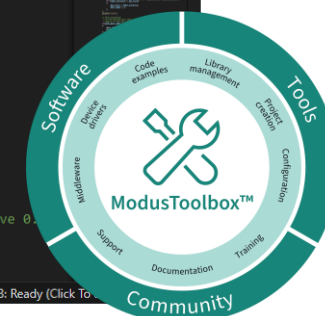 Software
Tools
Community
Code
examples
Library
management
Project
creation
Configuration
Training
Documentation
Support
Middleware
Device
drivers
ModusToolbox™
ve 0.
: Ready (Click To